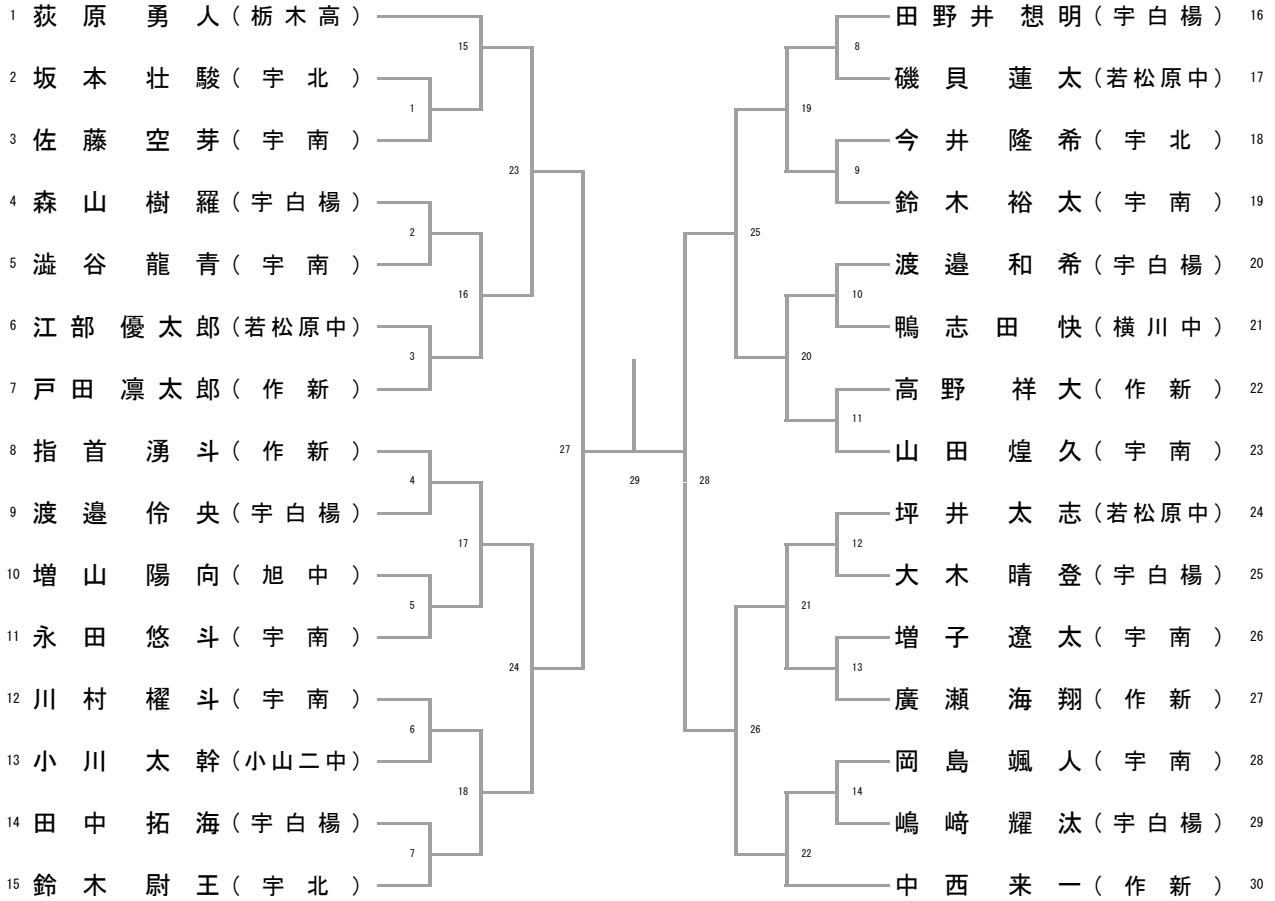 1 荻原 勇人 (栃木高)
2 坂本 壮駿 (宇北)
3 佐藤 空芽 (宇南)
4 森山 樹羅 (宇白楊)
5 澁谷 龍青 (宇南)
6 江部 優太郎 (若松原中)
7 戸田 凛太郎 (作新)
8 指首 湧斗 (作新)
9 渡邉 伶央 (宇白楊)
10 増山 陽向 (旭中)
11 永田 悠斗 (宇南)
12 川村 櫂斗 (宇南)
13 小川 太幹 (小山二中)
14 田中 拓海 (宇白楊)
15 鈴木 尉王 (宇北)
1
2
3
4
5
6
7
15
16
17
18
23
24
27
29
28
25
26
19
20
21
22
8
9
10
11
12
13
14
田野井 想明 (宇白楊) 16
磯貝 蓮太 (若松原中) 17
今井 隆希 (宇北) 18
鈴木 裕太 (宇南) 19
渡邉 和希 (宇白楊) 20
鴨志田 快 (横川中) 21
高野 祥大 (作新) 22
山田 煌久 (宇南) 23
坪井 太志 (若松原中) 24
大木 晴登 (宇白楊) 25
増子 遼太 (宇南) 26
廣瀬 海翔 (作新) 27
岡島 颯人 (宇南) 28
嶋﨑 耀汰 (宇白楊) 29
中西 来一 (作新) 30